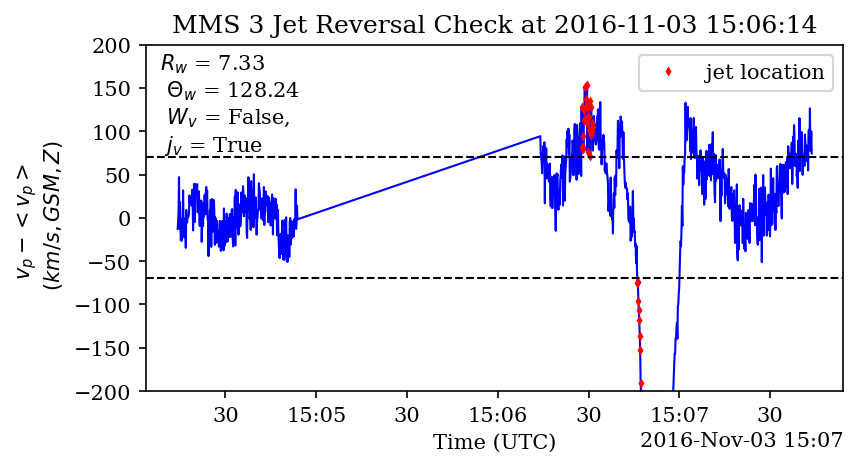 MMS 3 Jet Reversal Check at 2016-11-03 15:06:14
R_w = 7.33
Θ_w = 128.24
W_v = False,
j_v = True
jet location
v_p − < v_p >
(km/s, GSM, Z)
200
150
100
50
0
−50
−100
−150
−200
30 15:05 30 15:06 30 15:07 30
Time (UTC)
2016-Nov-03 15:07